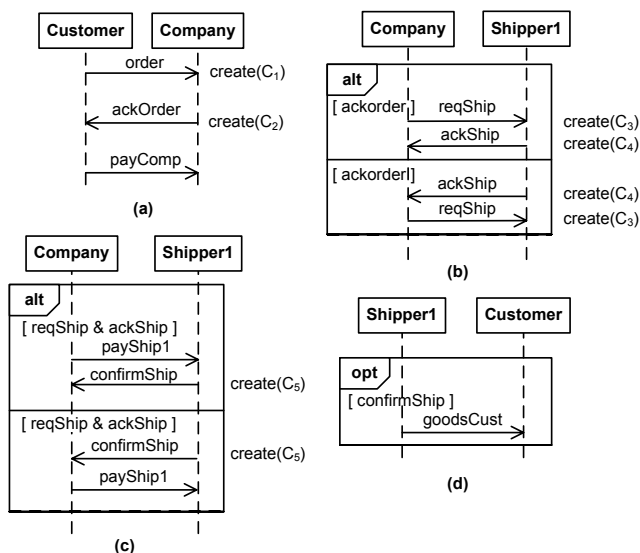 Customer Company
order
create(C1)
ackOrder
create(C2)
payComp
(a)
Company Shipper1
alt
[ ackorder ] reqShip
create(C3)
ackShip
create(C4)
[ ackorder ]
ackShip
create(C4)
reqShip
create(C3)
(b)
Company Shipper1
alt
[ reqShip & ackShip ]
payShip1
confirmShip
create(C5)
[ reqShip & ackShip ]
confirmShip
create(C5)
payShip1
(c)
Shipper1 Customer
opt
[ confirmShip ]
goodsCust
(d)